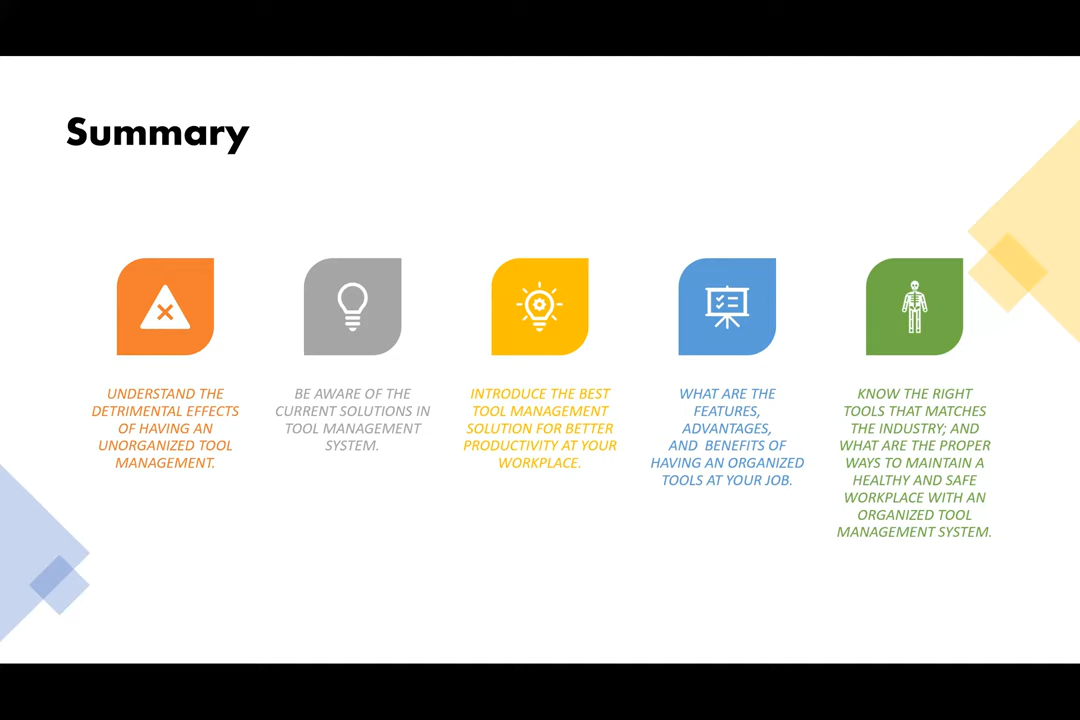 Summary
UNDERSTAND THE
DETRIMENTAL EFFECTS
OF HAVING AN
UNORGANIZED TOOL
MANAGEMENT.
BE AWARE OF THE
CURRENT SOLUTIONS IN
TOOL MANAGEMENT
SYSTEM.
INTRODUCE THE BEST
TOOL MANAGEMENT
SOLUTION FOR BETTER
PRODUCTIVITY AT YOUR
WORKPLACE.
WHAT ARE THE
FEATURES,
ADVANTAGES,
AND BENEFITS OF
HAVING AN ORGANIZED
TOOLS AT YOUR JOB.
KNOW THE RIGHT
TOOLS THAT MATCHES
THE INDUSTRY; AND
WHAT ARE THE PROPER
WAYS TO MAINTAIN A
HEALTHY AND SAFE
WORKPLACE WITH AN
ORGANIZED TOOL
MANAGEMENT SYSTEM.